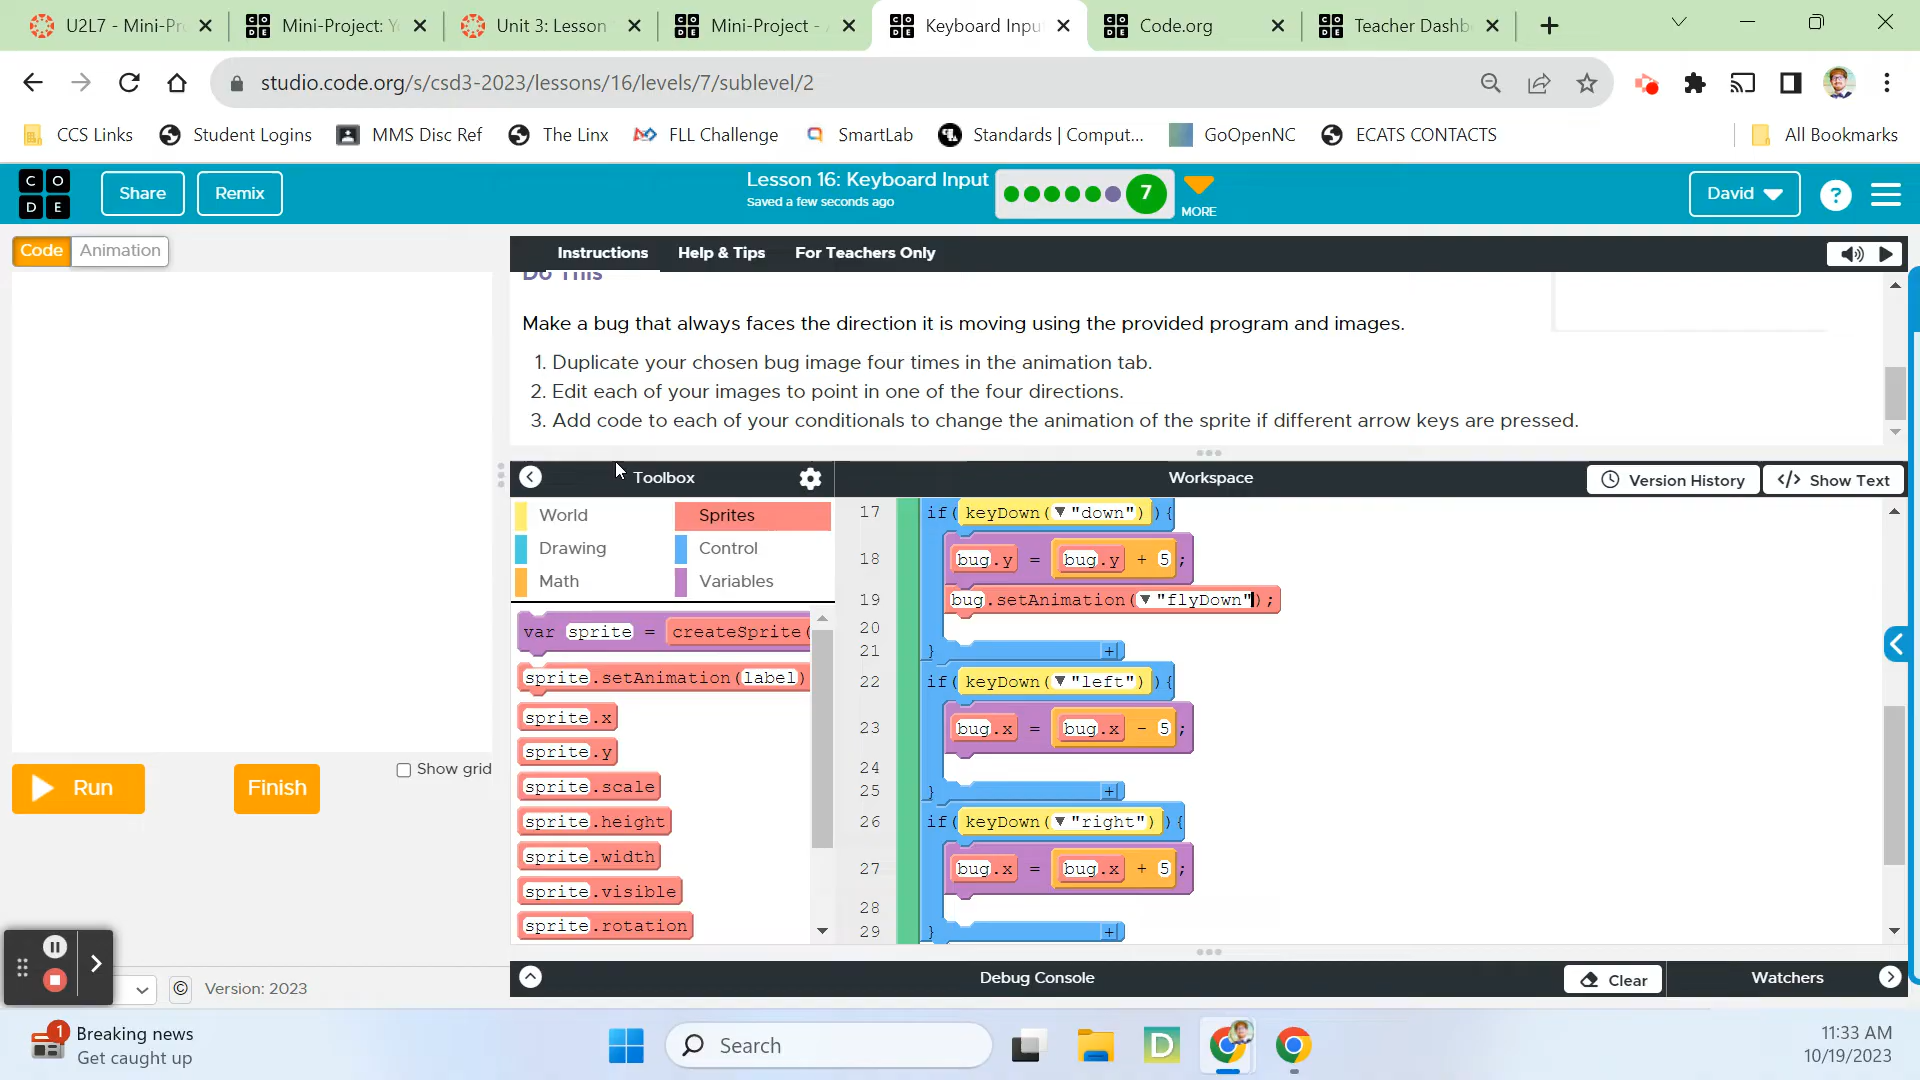 U2L7 - Mini-Pr
Mini-Project: Y
Unit 3: Lesson
Mini-Project - A
Keyboard Inpu
Code.org
Teacher Dashb
studio.code.org/s/csd3-2023/lessons/16/levels/7/sublevel/2
CCS Links
Student Logins
MMS Disc Ref
The Linx
FLL Challenge
SmartLab
Standards | Comput...
GoOpenNC
ECATS CONTACTS
All Bookmarks
C O D E
Share
Remix
Lesson 16: Keyboard Input
Saved a few seconds ago
7
MORE
David
?
Code
Animation
Instructions
Help & Tips
For Teachers Only
Do This
Make a bug that always faces the direction it is moving using the provided program and images.
1. Duplicate your chosen bug image four times in the animation tab.
2. Edit each of your images to point in one of the four directions.
3. Add code to each of your conditionals to change the animation of the sprite if different arrow keys are pressed.
Toolbox
Workspace
Version History
</> Show Text
World
Sprites
Drawing
Control
Math
Variables
var sprite = createSprite(
sprite.setAnimation(label)
sprite.x
sprite.y
sprite.scale
sprite.height
sprite.width
sprite.visible
sprite.rotation
17 if( keyDown( ▼ "down") ){
18 bug.y = bug.y + 5 ;
19 bug.setAnimation( ▼ "flyDown");
20
21 } +
22 if( keyDown( ▼ "left") ){
23 bug.x = bug.x - 5 ;
24
25 } +
26 if( keyDown( ▼ "right") ){
27 bug.x = bug.x + 5 ;
28
29 } +
Run
Finish
Show grid
© Version: 2023
Debug Console
Clear
Watchers
1
Breaking news
Get caught up
Search
D
11:33 AM
10/19/2023